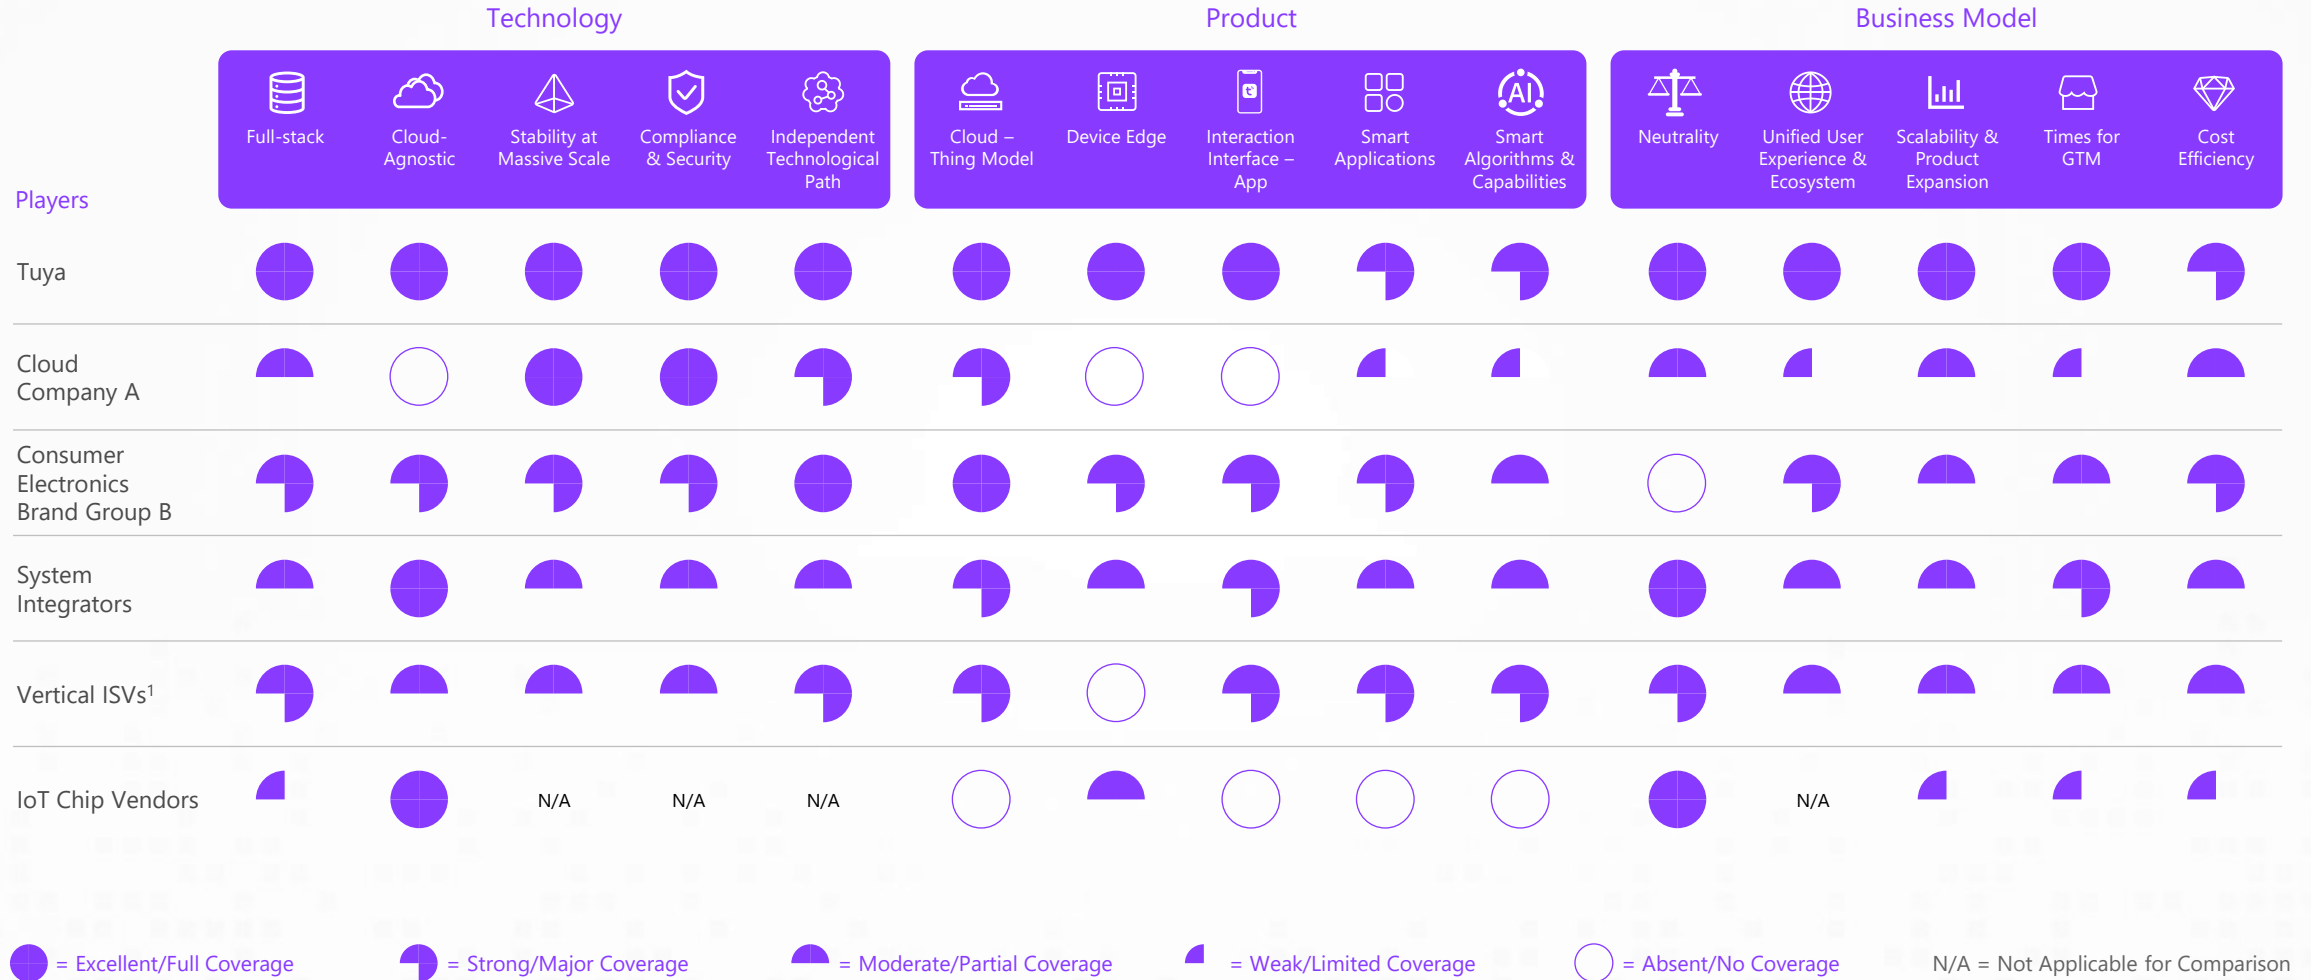 Technology
Product
Business Model
Full-stack
Cloud-
Agnostic
Stability at
Massive Scale
Compliance
& Security
Independent
Technological
Path
Cloud –
Thing Model
Device Edge
Interaction
Interface –
App
Smart
Applications
AI
Smart
Algorithms &
Capabilities
Neutrality
Unified User
Experience &
Ecosystem
Scalability &
Product
Expansion
Times for
GTM
Cost
Efficiency
Players
Tuya
Cloud
Company A
Consumer
Electronics
Brand Group B
System
Integrators
Vertical ISVs¹
IoT Chip Vendors
N/A
N/A
N/A
N/A
= Excellent/Full Coverage
= Strong/Major Coverage
= Moderate/Partial Coverage
= Weak/Limited Coverage
= Absent/No Coverage
N/A = Not Applicable for Comparison